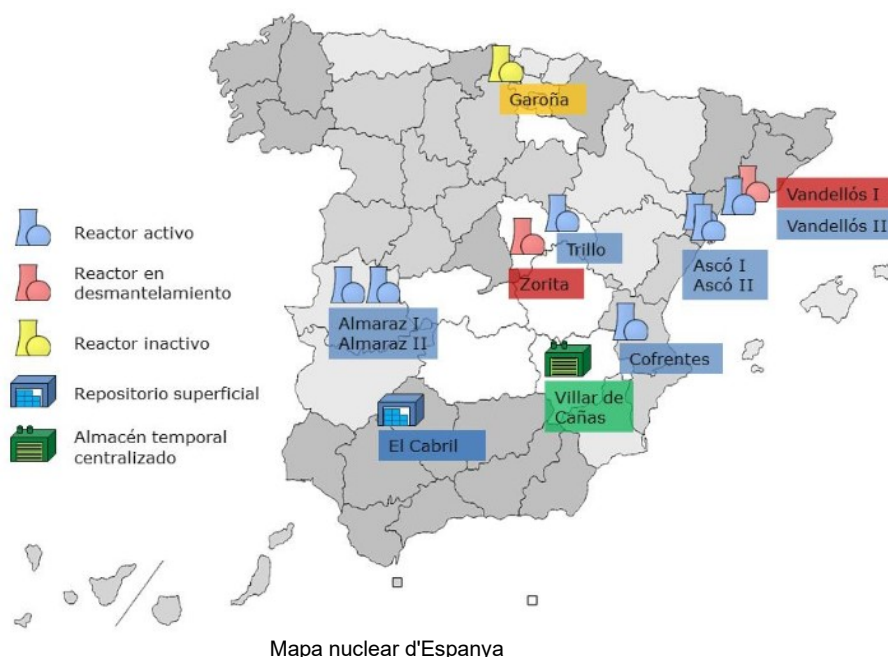 Garoña
Vandellós I
Vandellós II
Reactor activo
Trillo
Ascó I
Ascó II
Reactor en
desmantelamiento
Zorita
Almaraz I
Almaraz II
Reactor inactivo
Cofrentes
Repositorio superficial
Villar de
Cañas
El Cabril
Almacén temporal
centralizado
Mapa nuclear d'Espanya